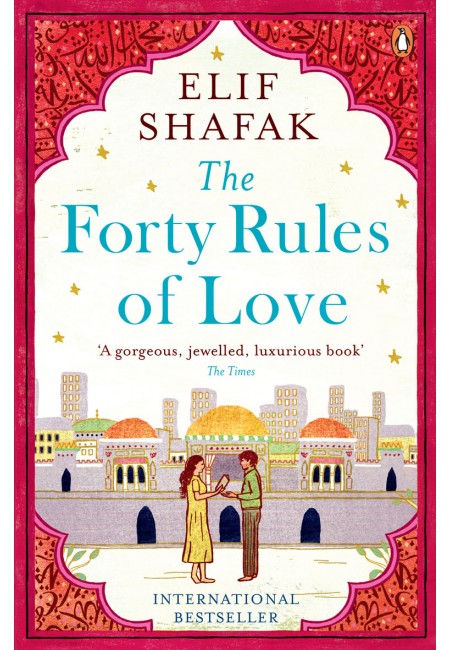 ELIF
SHAFAK
The
Forty Rules
of Love
‘A gorgeous, jewelled, luxurious book’
The Times
INTERNATIONAL
BESTSELLER